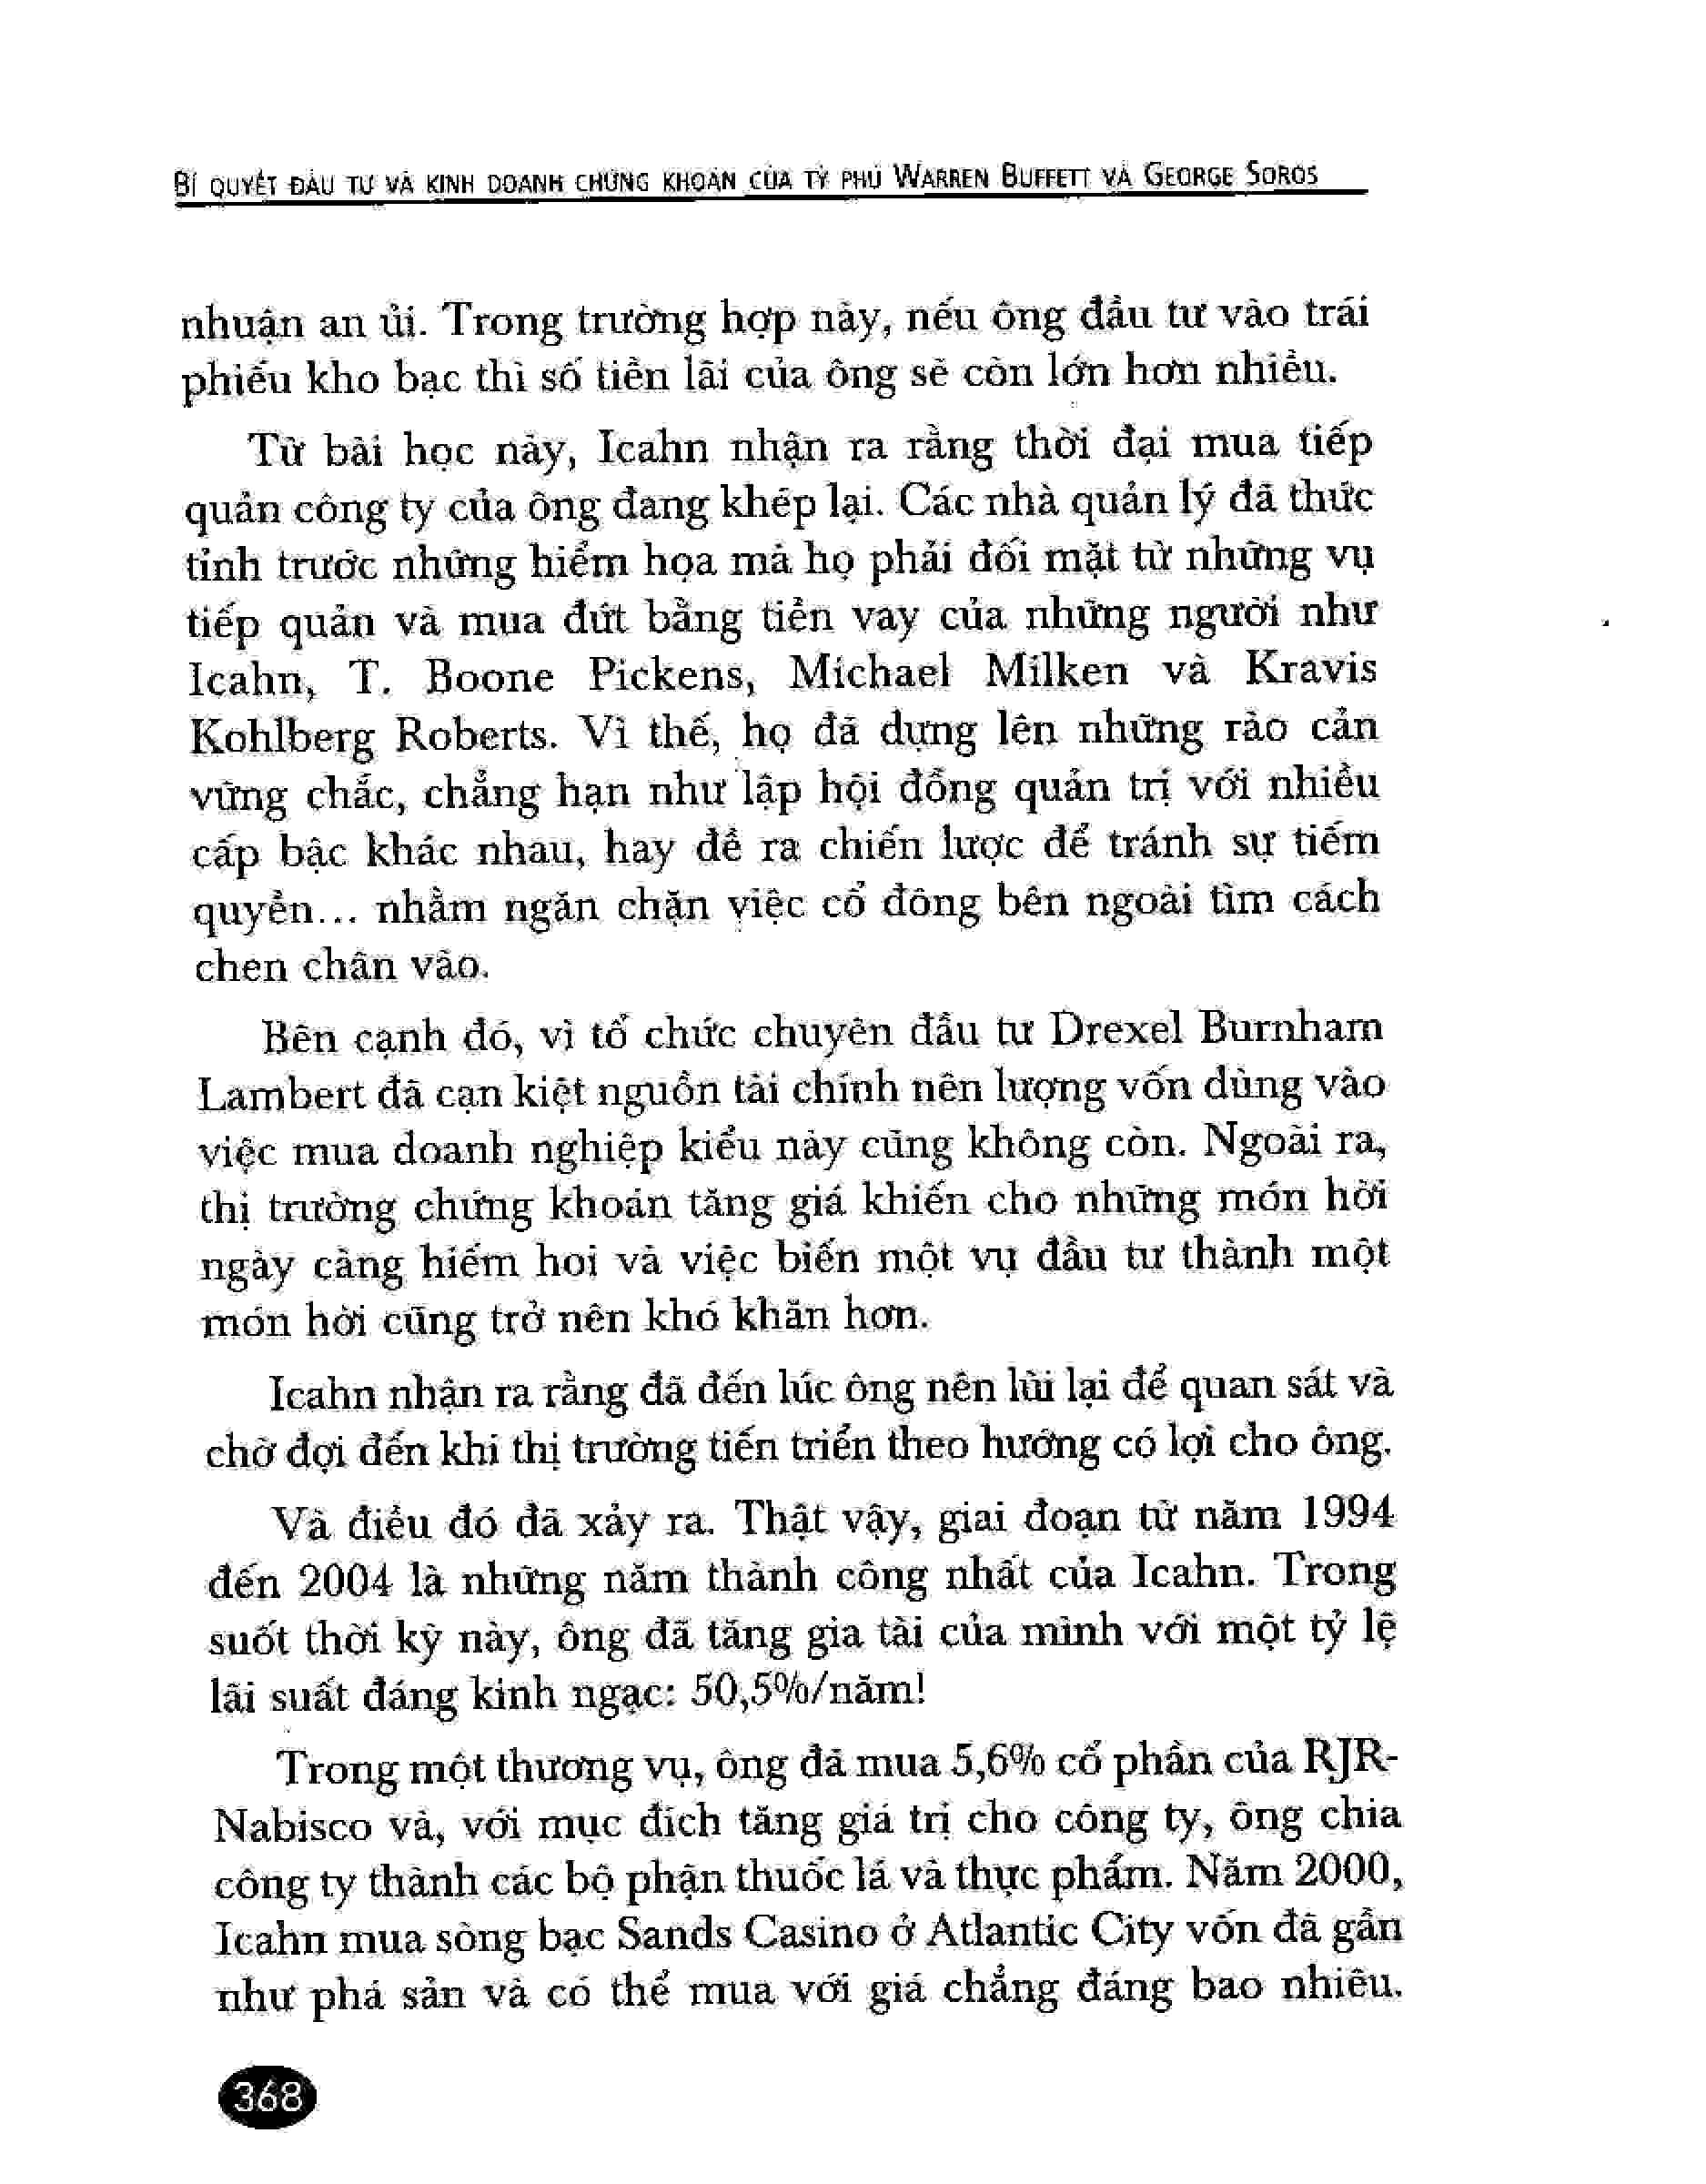 Bí quyết đầu tư và kinh doanh chứng khoán của tỷ phú Warren Buffett và George Soros
nhuận an ủi. Trong trường hợp này, nếu ông đầu tư vào trái
phiếu kho bạc thì số tiền lãi của ông sẽ còn lớn hơn nhiều.
Từ bài học này, Icahn nhận ra rằng thời đại mua tiếp
quản công ty của ông đang khép lại. Các nhà quản lý đã thức
tỉnh trước những hiểm họa mà họ phải đối mặt từ những vụ
tiếp quản và mua đứt bằng tiền vay của những người như
Icahn, T. Boone Pickens, Michael Milken và Kravis
Kohlberg Roberts. Vì thế, họ đã dựng lên những rào cản
vững chắc, chẳng hạn như lập hội đồng quản trị với nhiều
cấp bậc khác nhau, hay đề ra chiến lược để tránh sự tiếm
quyền... nhằm ngăn chặn việc cổ đông bên ngoài tìm cách
chen chân vào.
Bên cạnh đó, vì tổ chức chuyên đầu tư Drexel Burnham
Lambert đã cạn kiệt nguồn tài chính nên lượng vốn dùng vào
việc mua doanh nghiệp kiểu này cũng không còn. Ngoài ra,
thị trường chứng khoán tăng giá khiến cho những món hời
ngày càng hiếm hoi và việc biến một vụ đầu tư thành một
món hời cũng trở nên khó khăn hơn.
Icahn nhận ra rằng đã đến lúc ông nên lùi lại để quan sát và
chờ đợi đến khi thị trường tiến triển theo hướng có lợi cho ông.
Và điều đó đã xảy ra. Thật vậy, giai đoạn từ năm 1994
đến 2004 là những năm thành công nhất của Icahn. Trong
suốt thời kỳ này, ông đã tăng gia tài của mình với một tỷ lệ
lãi suất đáng kinh ngạc: 50,5%/năm!
Trong một thương vụ, ông đã mua 5,6% cổ phần của RJR-
Nabisco và, với mục đích tăng giá trị cho công ty, ông chia
công ty thành các bộ phận thuốc lá và thực phẩm. Năm 2000,
Icahn mua sòng bạc Sands Casino ở Atlantic City vốn đã gần
như phá sản và có thể mua với giá chẳng đáng bao nhiêu.
368